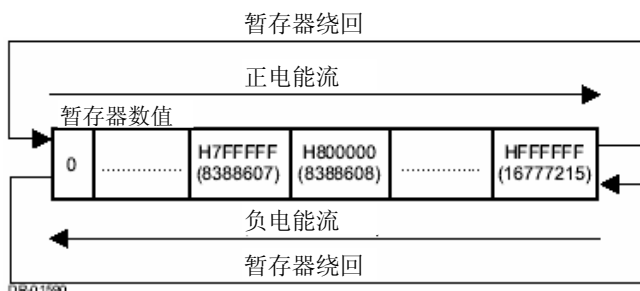 暂存器绕回
正电能流
暂存器数值
0 ............... H7FFFFF (8388607) H800000 (8388608) ............... HFFFFFF (16777215)
负电能流
暂存器绕回